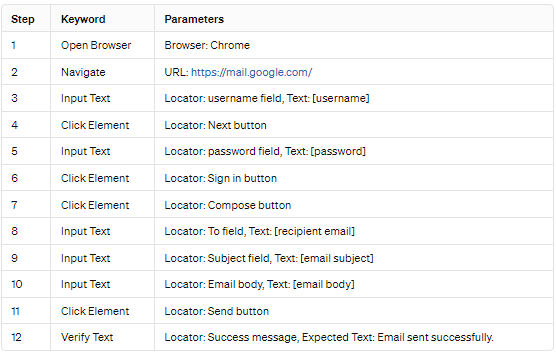 Step Keyword Parameters
1 Open Browser Browser: Chrome
2 Navigate URL: https://mail.google.com/
3 Input Text Locator: username field, Text: [username]
4 Click Element Locator: Next button
5 Input Text Locator: password field, Text: [password]
6 Click Element Locator: Sign in button
7 Click Element Locator: Compose button
8 Input Text Locator: To field, Text: [recipient email]
9 Input Text Locator: Subject field, Text: [email subject]
10 Input Text Locator: Email body, Text: [email body]
11 Click Element Locator: Send button
12 Verify Text Locator: Success message, Expected Text: Email sent successfully.